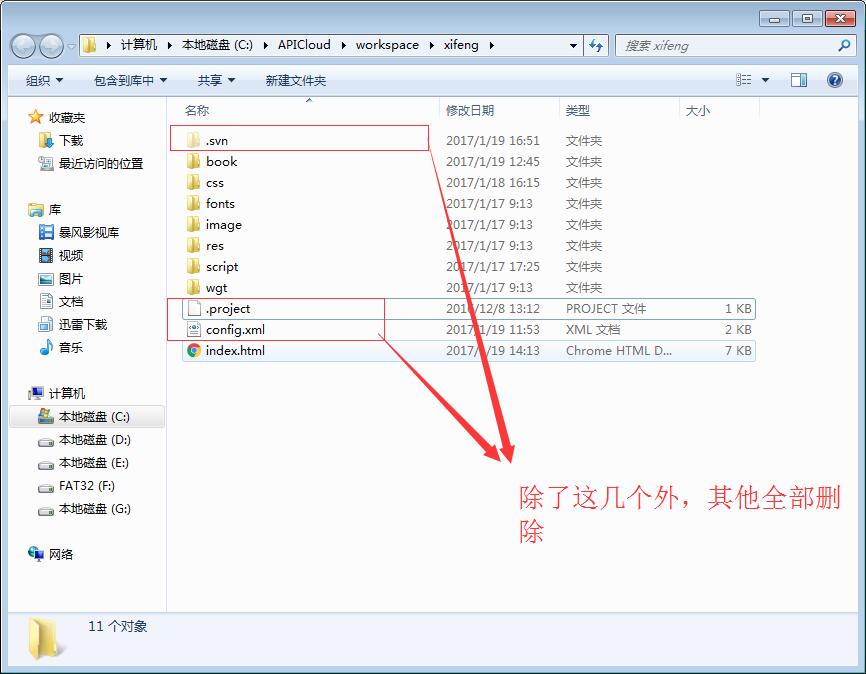 计算机 本地磁盘 (C:) APICloud workspace xifeng
搜索 xifeng
组织 包含到库中 共享 新建文件夹
收藏夹
下载
最近访问的位置
库
暴风影视库
视频
图片
文档
迅雷下载
音乐
计算机
本地磁盘 (C:)
本地磁盘 (D:)
本地磁盘 (E:)
FAT32 (F:)
本地磁盘 (G:)
网络
名称 修改日期 类型 大小
.svn 2017/1/19 16:51 文件夹
book 2017/1/19 12:45 文件夹
css 2017/1/18 16:15 文件夹
fonts 2017/1/17 9:13 文件夹
image 2017/1/17 9:13 文件夹
res 2017/1/17 9:13 文件夹
script 2017/1/17 17:25 文件夹
wgt 2017/1/17 9:13 文件夹
.project 2016/12/8 13:12 PROJECT 文件 1 KB
config.xml 2017/1/19 11:53 XML 文档 2 KB
index.html 2017/1/19 14:13 Chrome HTML D... 7 KB
除了这几个外，其他全部删
除
11 个对象